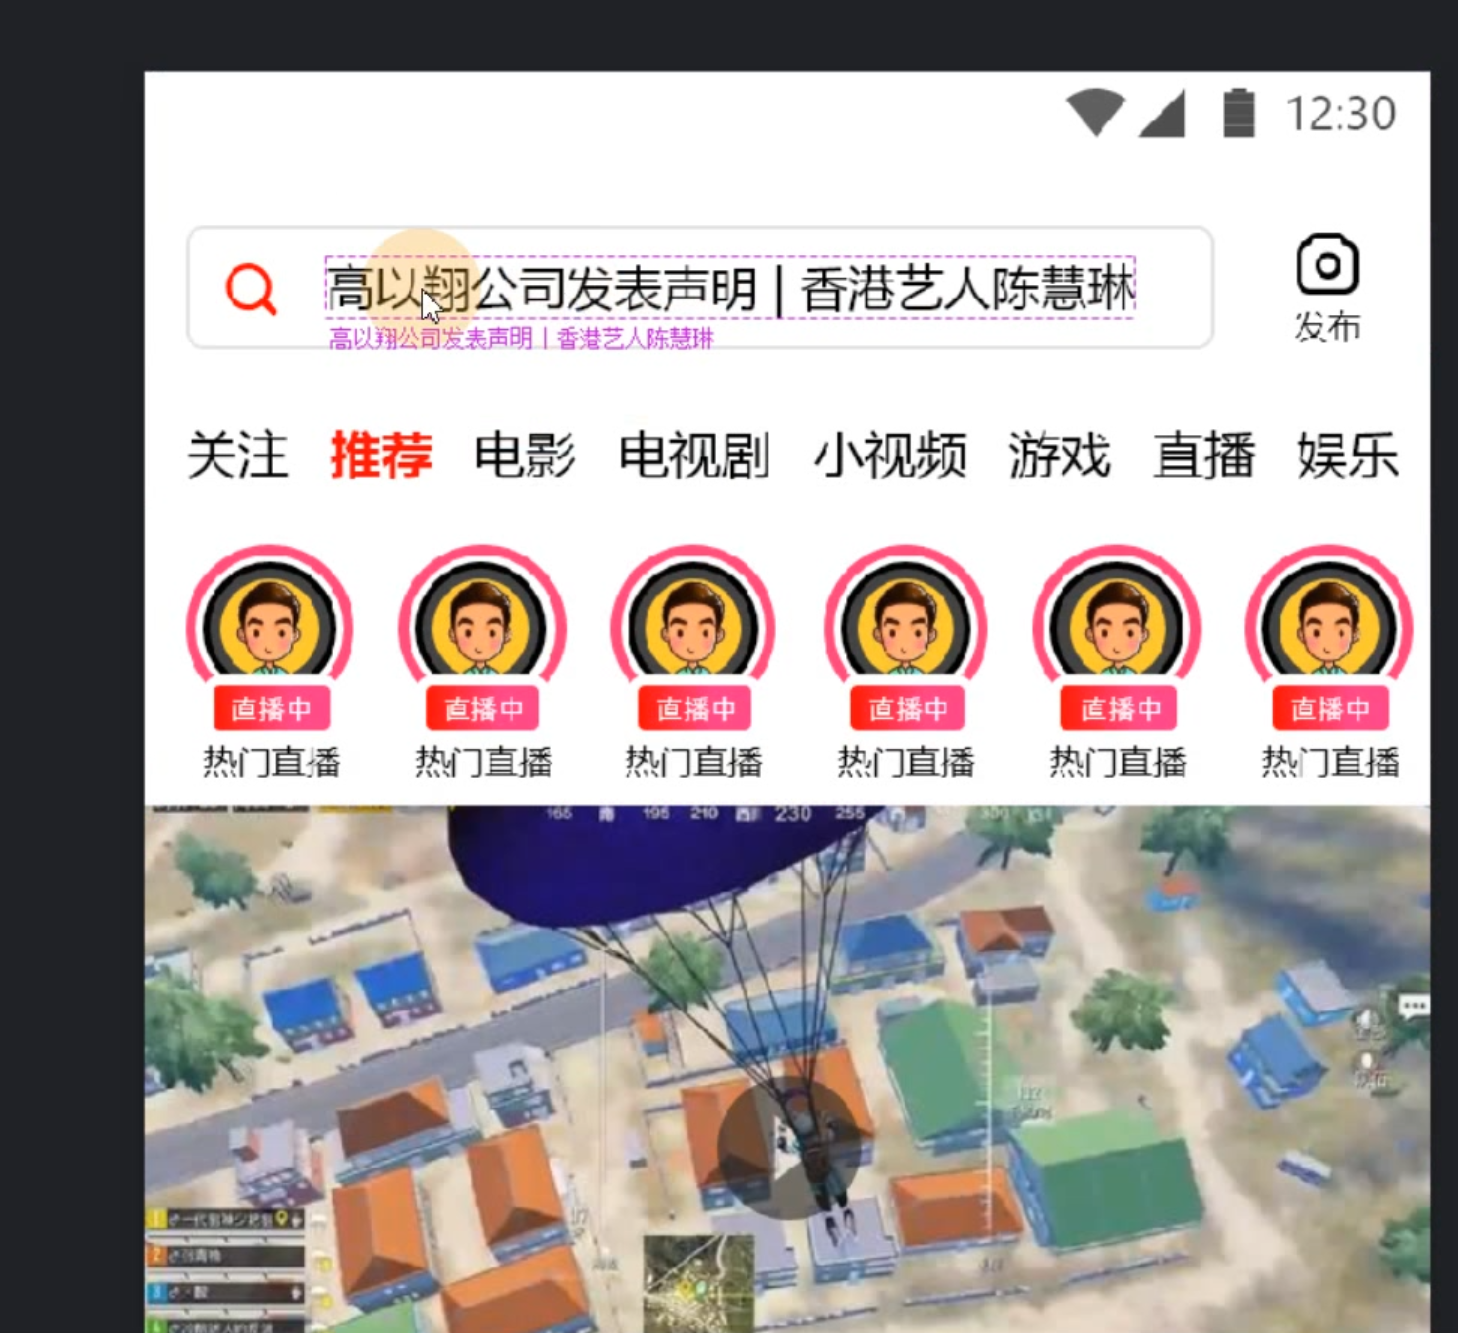 12:30
高以翔公司发表声明 | 香港艺人陈慧琳
高以翔公司发表声明 | 香港艺人陈慧琳
发布
关注 推荐 电影 电视剧 小视频 游戏 直播 娱乐
直播中 直播中 直播中 直播中 直播中 直播中
热门直播 热门直播 热门直播 热门直播 热门直播 热门直播
165 南 195 210 西南 230 255 西